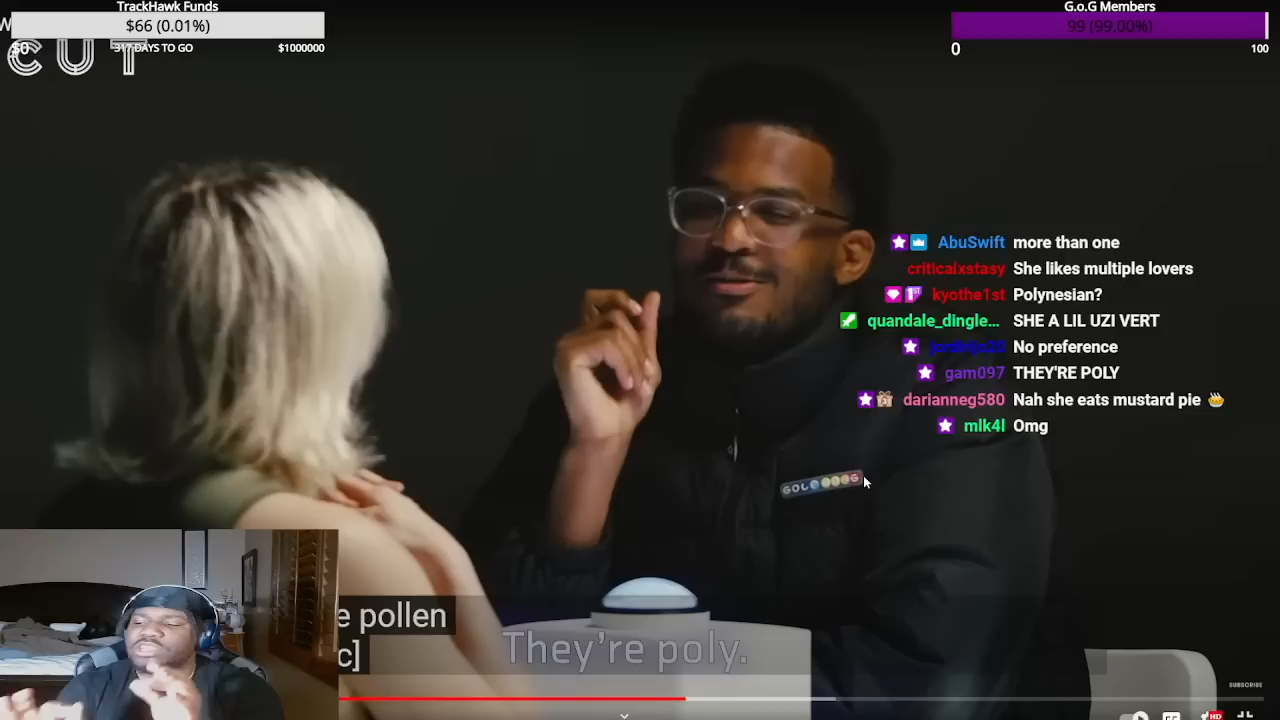 TrackHawk Funds
$66 (0.01%)
$0
317 DAYS TO GO
$1000000
CUT
G.o.G Members
99 (99.00%)
0
100
AbuSwift more than one
criticalxstasy She likes multiple lovers
kyothe1st Polynesian?
quandale_dingle... SHE A LIL UZI VERT
No preference
gam097 THEY'RE POLY
darianneg580 Nah she eats mustard pie
mlk4l Omg
e pollen
c]
They're poly.
SUBSCRIBE
HD